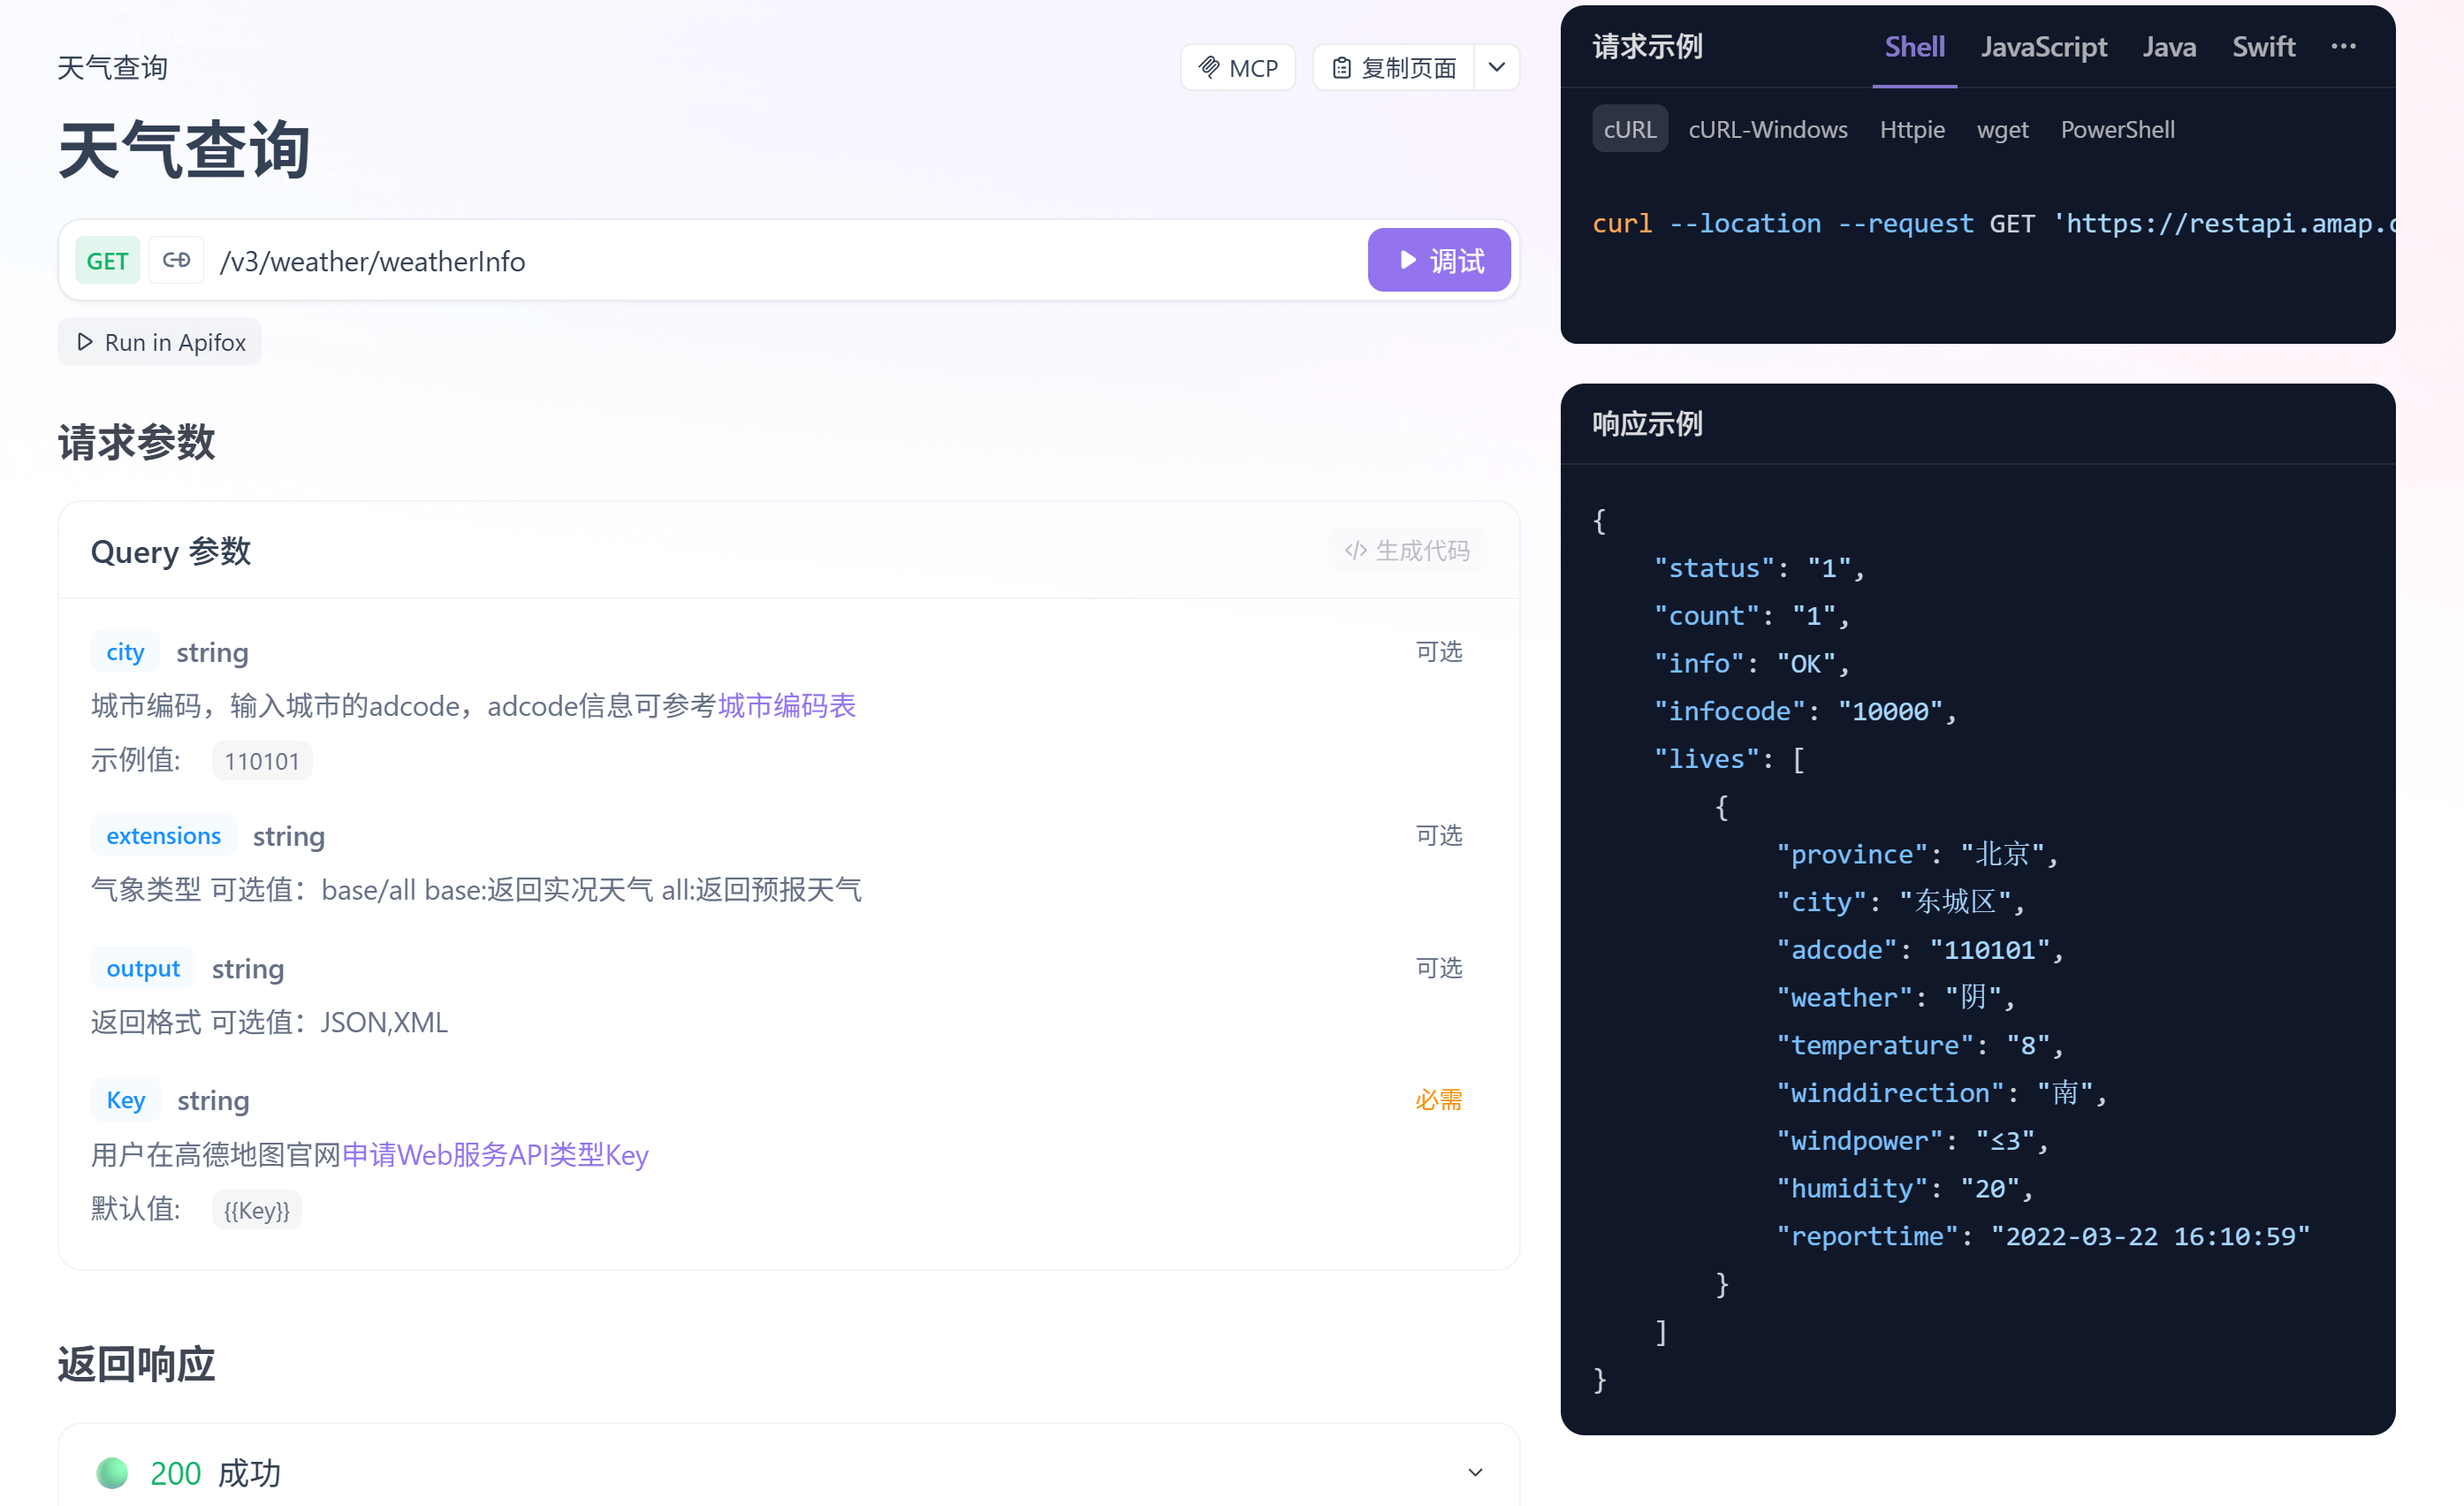 天气查询
MCP
复制页面
天气查询
GET /v3/weather/weatherInfo
调试
Run in Apifox
请求参数
Query 参数
生成代码
city string 可选
城市编码，输入城市的adcode，adcode信息可参考城市编码表
示例值: 110101
extensions string 可选
气象类型 可选值：base/all base:返回实况天气 all:返回预报天气
output string 可选
返回格式 可选值：JSON,XML
Key string 必需
用户在高德地图官网申请Web服务API类型Key
默认值: {{Key}}
返回响应
200 成功
请求示例
Shell JavaScript Java Swift ···
cURL cURL-Windows Httpie wget PowerShell
curl --location --request GET 'https://restapi.amap.
响应示例
{
"status": "1",
"count": "1",
"info": "OK",
"infocode": "10000",
"lives": [
{
"province": "北京",
"city": "东城区",
"adcode": "110101",
"weather": "阴",
"temperature": "8",
"winddirection": "南",
"windpower": "≤3",
"humidity": "20",
"reporttime": "2022-03-22 16:10:59"
}
]
}